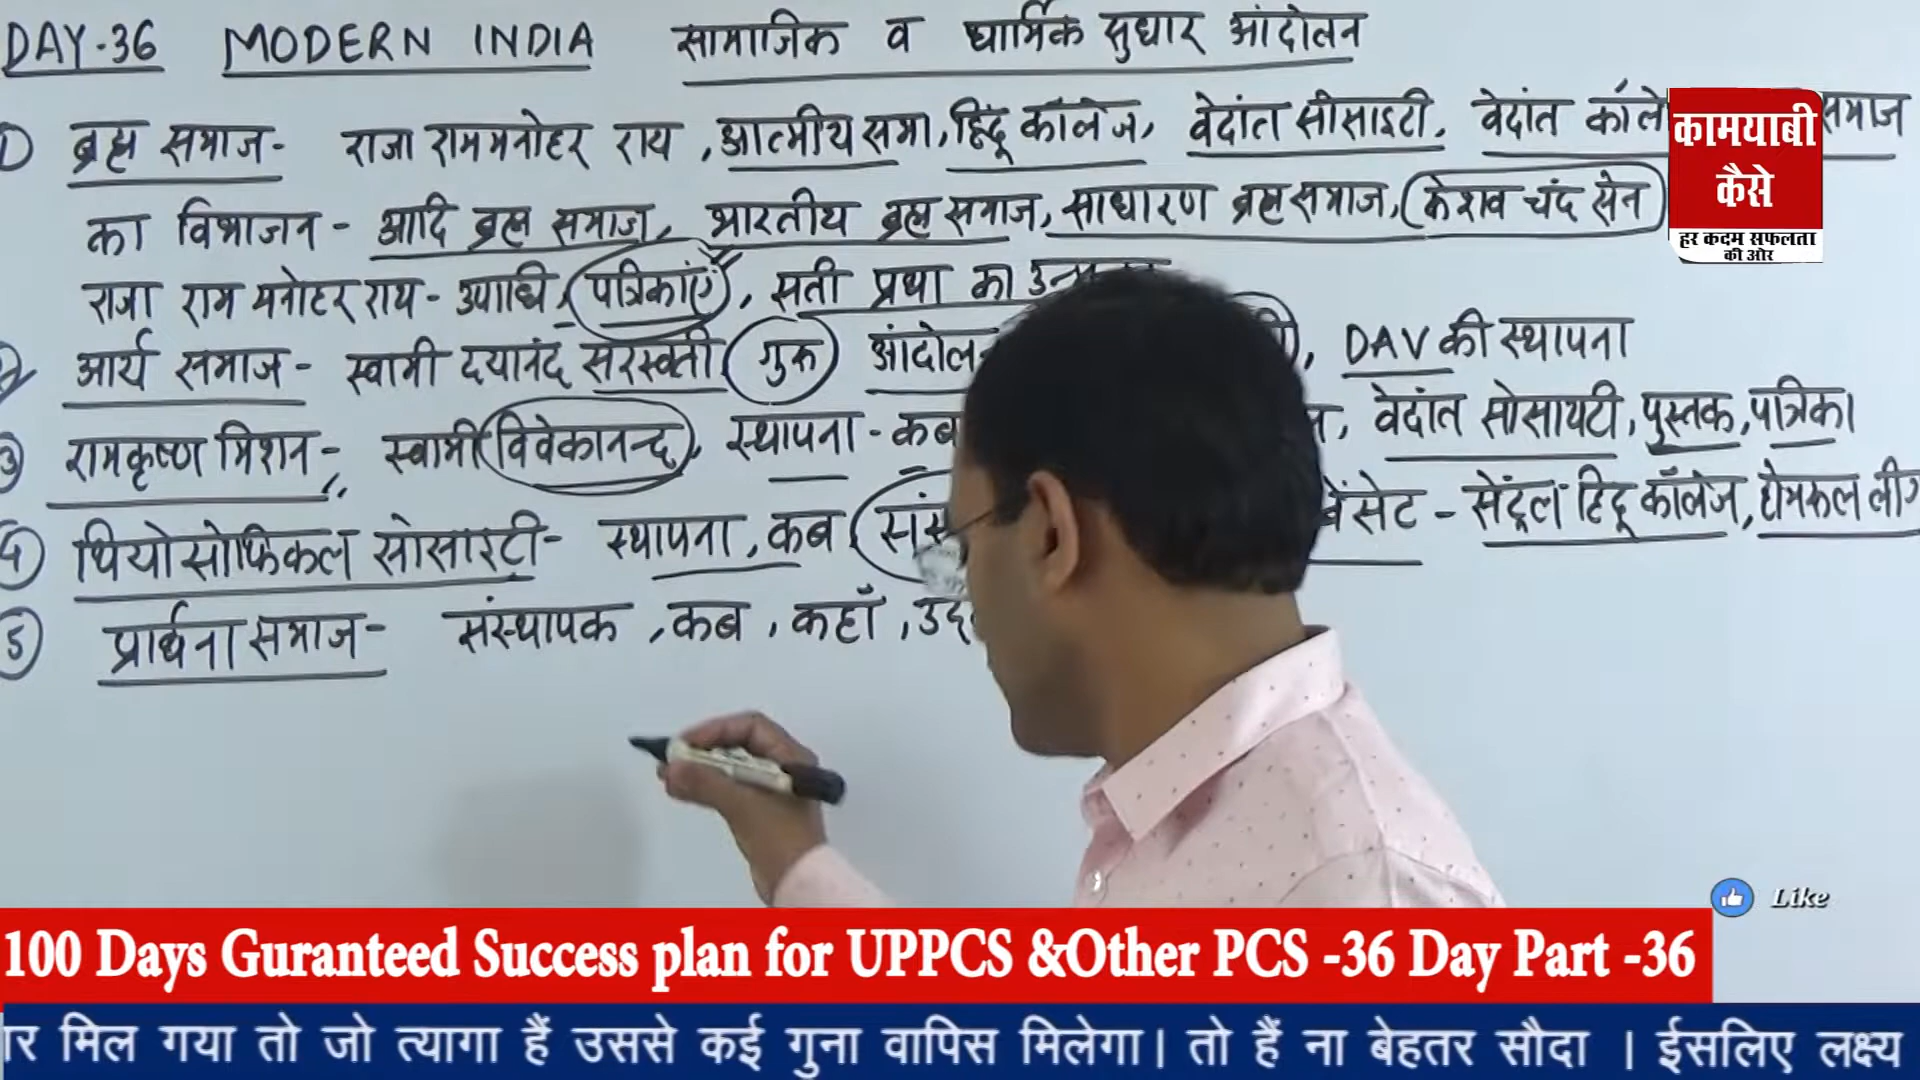 DAY-36 MODERN INDIA सामाजिक व धार्मिक सुधार आंदोलन
① ब्रह्म समाज- राजा राममनोहर राय, आत्मीय सभा, हिंदू कॉलेज, वेदांत सोसाइटी, वेदांत कॉले समाज
का विभाजन - आदि ब्रह्म समाज, भारतीय ब्रह्म समाज, साधारण ब्रह्म समाज, केशव चंद सेन
राजा राम मनोहर राय - उपाधि, पत्रिकाएं, सती प्रथा का
आर्य समाज - स्वामी दयानंद सरस्वती, गुरु आंदोल , DAV की स्थापना
③ रामकृष्ण मिशन- स्वामी विवेकानन्द, स्थापना - कब , वेदांत सोसायटी, पुस्तक, पत्रिका
④ थियोसोफिकल सोसाइटी- स्थापना, कब, बेंसेट - सेंट्रल हिंदू कॉलेज, होमरूल लीग
⑤ प्रार्थना समाज- संस्थापक, कब, कहाँ,
कामयाबी
कैसे
हर कदम सफलता
की ओर
Like
100 Days Guranteed Success plan for UPPCS &Other PCS -36 Day Part -36
र मिल गया तो जो त्यागा हैं उससे कई गुना वापिस मिलेगा। तो हैं ना बेहतर सौदा । ईसलिए लक्ष्य